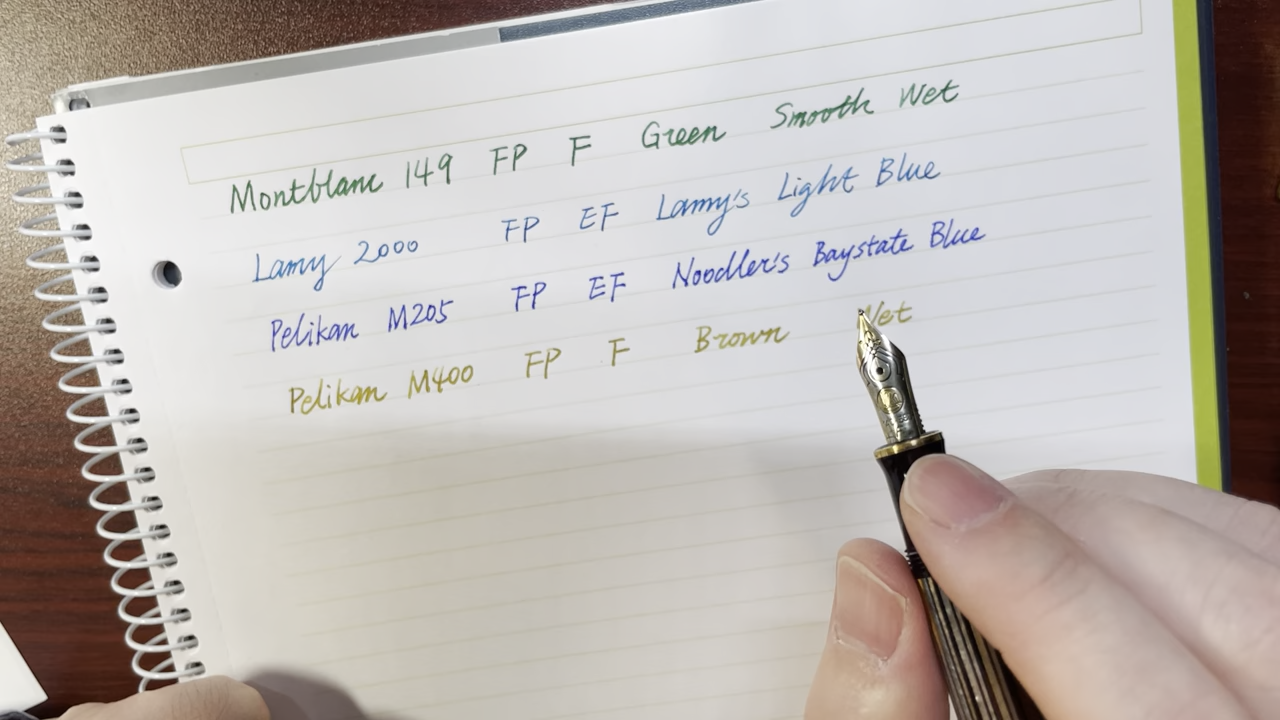 Montblanc 149 FP F Green Smooth Wet
Lamy 2000 FP EF Lamy's Light Blue
Pelikan M205 FP EF Noodler's Baystate Blue
Pelikan M400 FP F Brown Wet